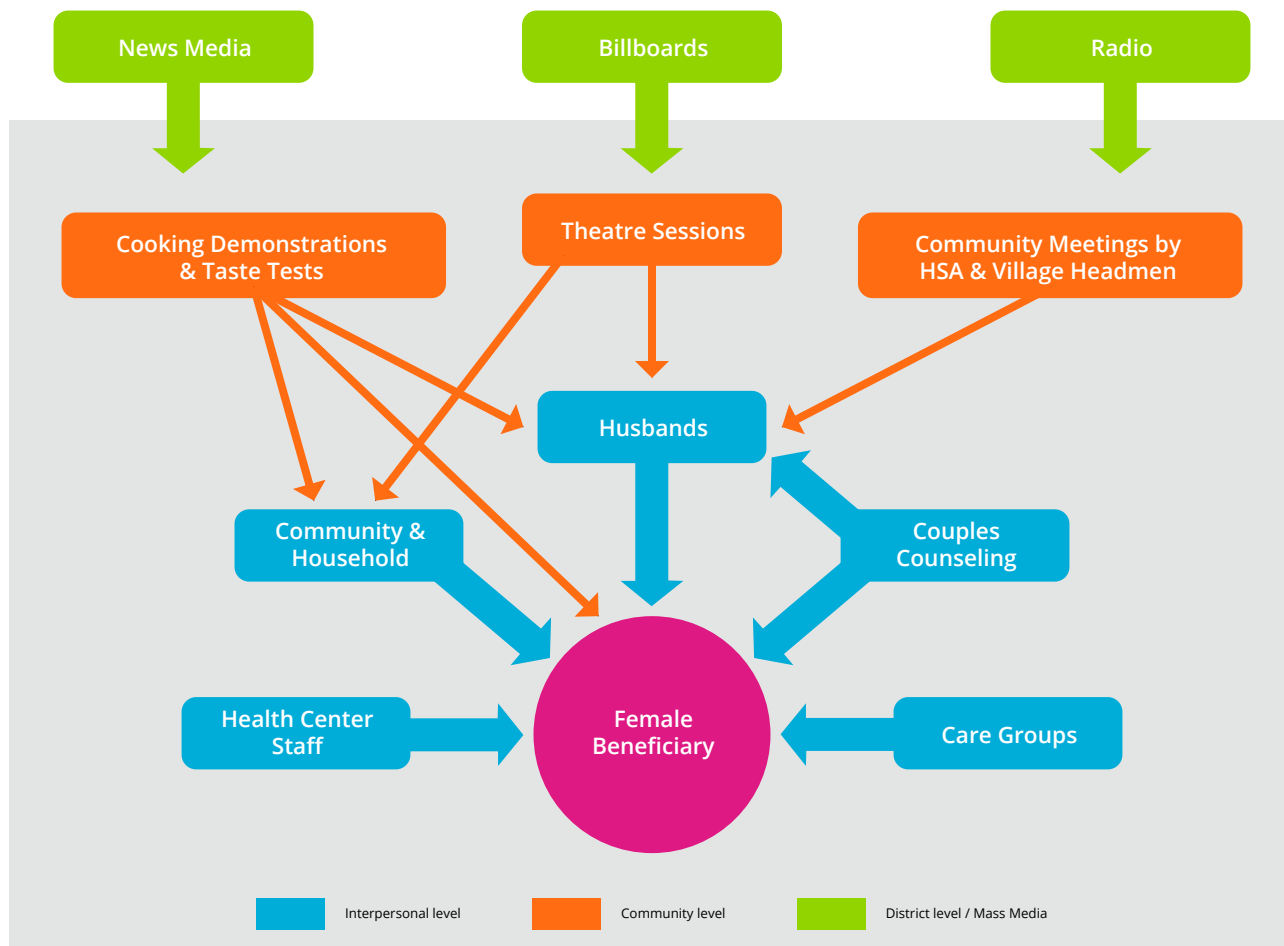 News Media
Billboards
Radio
Cooking Demonstrations
& Taste Tests
Theatre Sessions
Community Meetings by
HSA & Village Headmen
Husbands
Community &
Household
Couples
Counseling
Health Center
Staff
Female
Beneficiary
Care Groups
Interpersonal level
Community level
District level / Mass Media